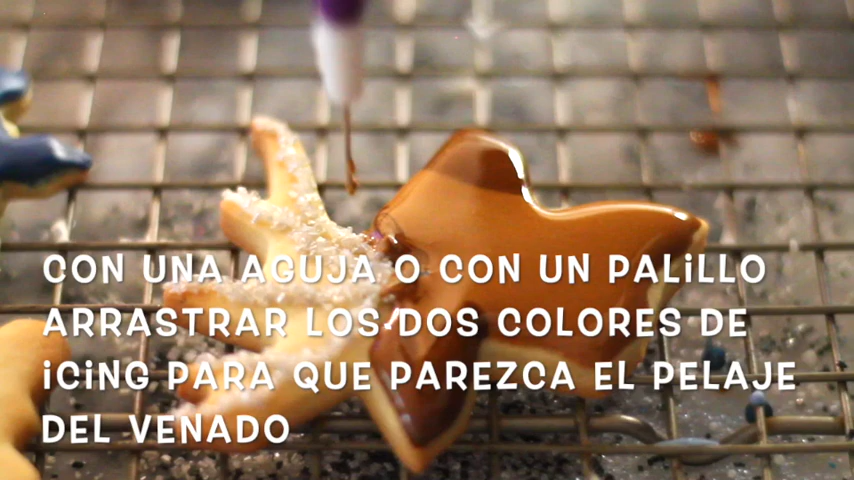 CON UNA AGUJA O CON UN PALiLLO
ARRASTRAR LOS DOS COLORES DE
iCiNG PARA QUE PAREZCA EL PELAJE
DEL VENADO